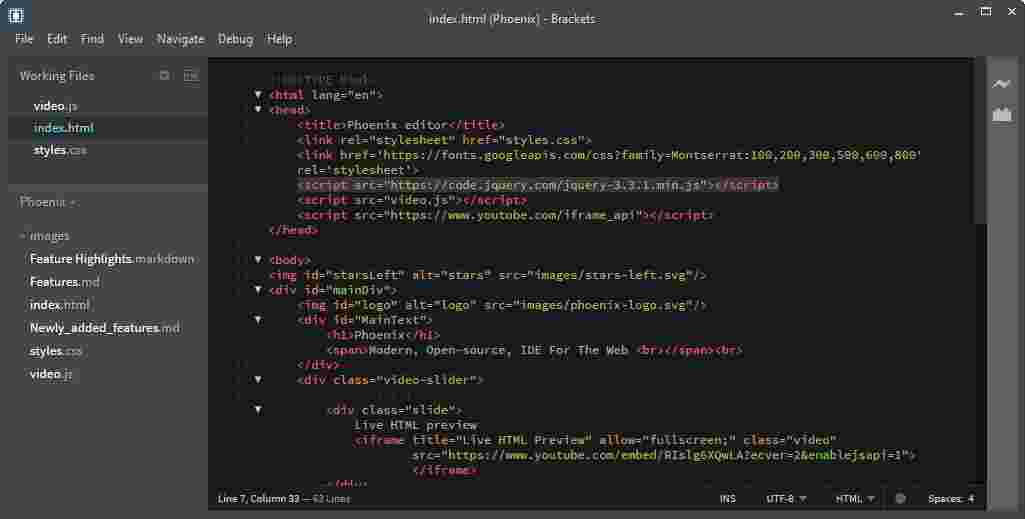 index.html (Phoenix) - Brackets
File Edit Find View Navigate Debug Help
Working Files
video.js
index.html
styles.css
Phoenix
images
Feature Highlights.markdown
Features.md
index.html
Newly_added_features.md
styles.css
video.js
<html lang="en">
<head>
<title>Phoenix editor</title>
<link rel="stylesheet" href="styles.css">
<link href='https://fonts.googleapis.com/css?family=Montserrat:100,200,300,500,600,800'
rel='stylesheet'>
<script src="https://code.jquery.com/jquery-3.3.1.min.js"></script>
<script src="video.js"></script>
<script src="https://www.youtube.com/iframe_api"></script>
</head>
<body>
<img id="starsLeft" alt="stars" src="images/stars-left.svg"/>
<div id="mainDiv">
<img id="logo" alt="logo" src="images/phoenix-logo.svg"/>
<div id="MainText">
<h1>Phoenix</h1>
<span>Modern, Open-source, IDE For The Web <br></span><br>
</div>
<div class="video-slider">
<div class="slide">
Live HTML preview
<iframe title="Live HTML Preview" allow="fullscreen;" class="video"
src="https://www.youtube.com/embed/RIslg6XQwLA?ecver=2&enablejsapi=1">
</iframe>
</div>
Line 7, Column 33 — 63 Lines
INS UTF-8 HTML Spaces: 4